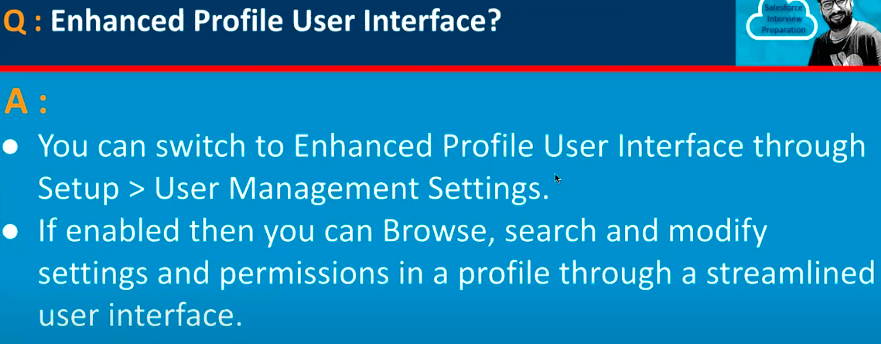 Q : Enhanced Profile User Interface?
Salesforce
Interview
Preparation
A :
● You can switch to Enhanced Profile User Interface through
Setup > User Management Settings.
● If enabled then you can Browse, search and modify
settings and permissions in a profile through a streamlined
user interface.